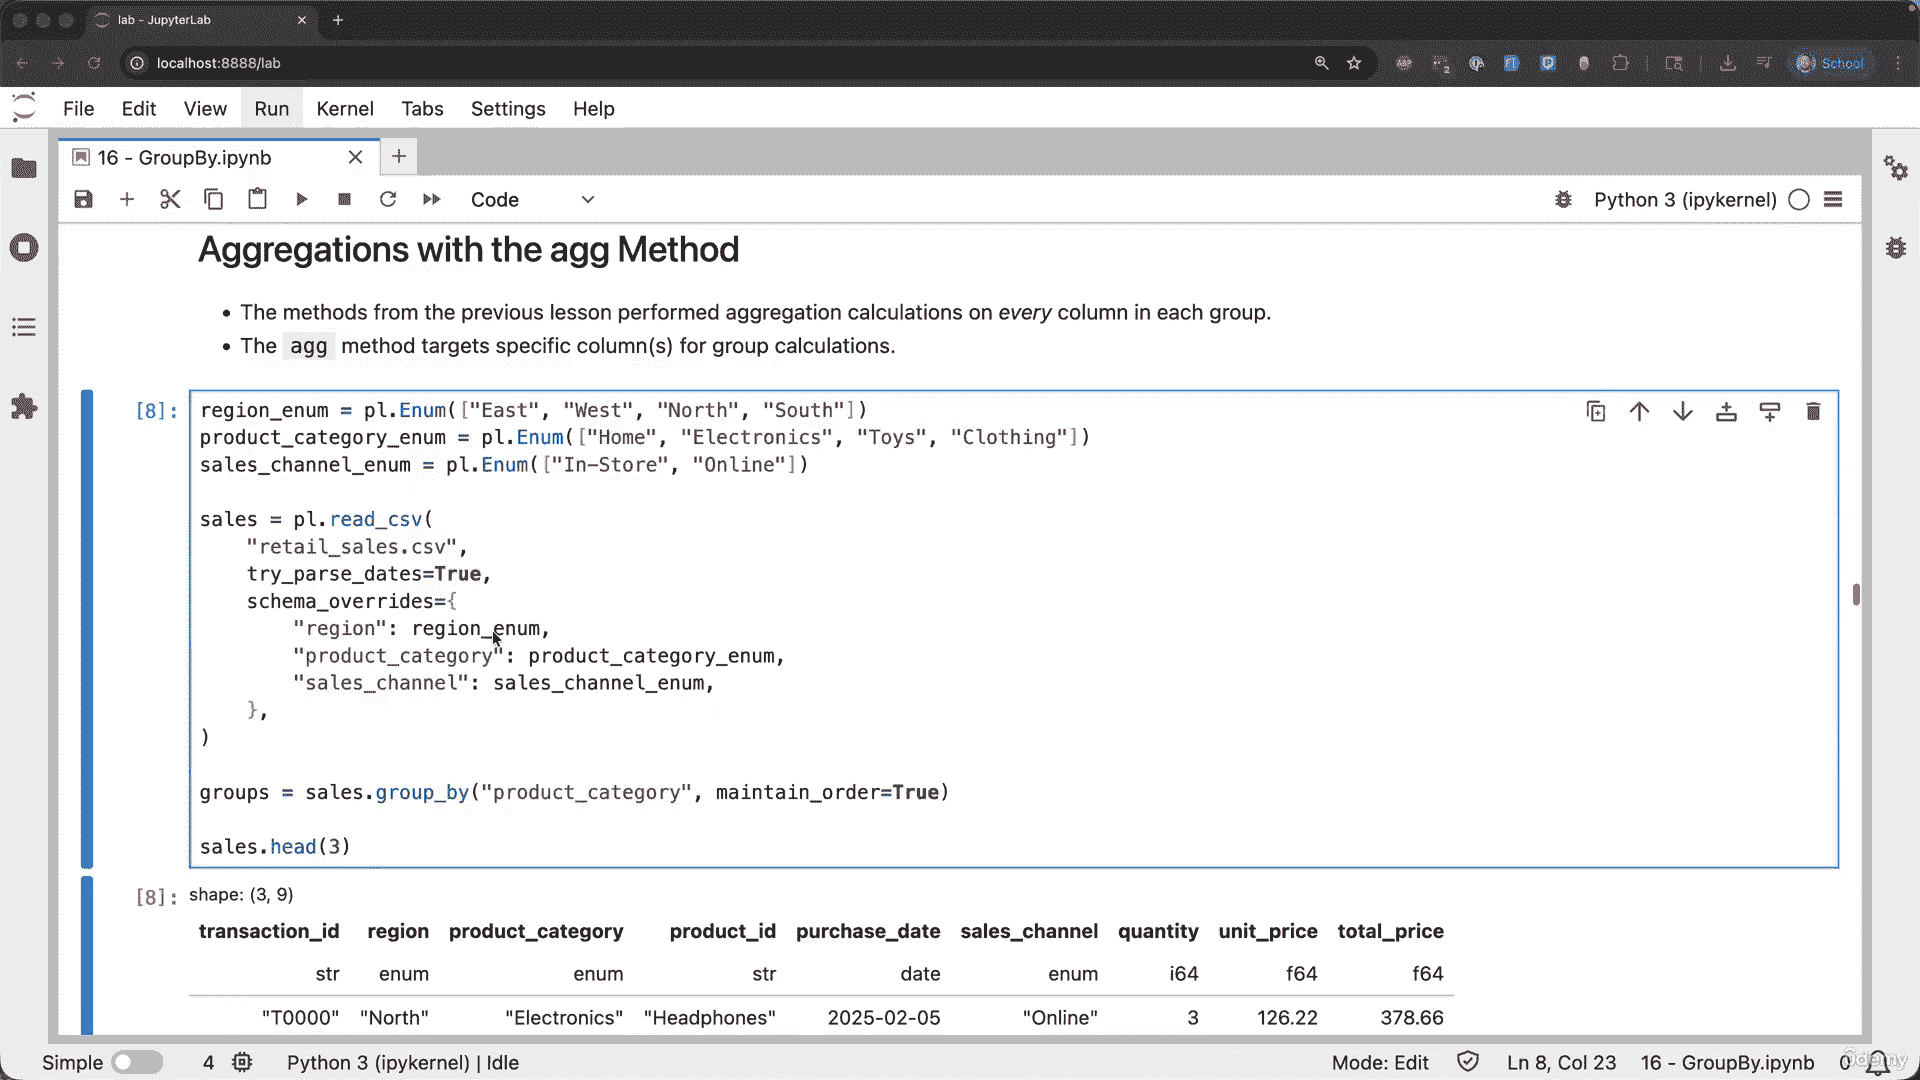 lab - JupyterLab
localhost:8888/lab
ABP
2
School
File Edit View Run Kernel Tabs Settings Help
16 - GroupBy.ipynb
Code
Python 3 (ipykernel)
Aggregations with the agg Method
• The methods from the previous lesson performed aggregation calculations on every column in each group.
• The agg method targets specific column(s) for group calculations.
[8]: region_enum = pl.Enum(["East", "West", "North", "South"])
product_category_enum = pl.Enum(["Home", "Electronics", "Toys", "Clothing"])
sales_channel_enum = pl.Enum(["In-Store", "Online"])
sales = pl.read_csv(
"retail_sales.csv",
try_parse_dates=True,
schema_overrides={
"region": region_enum,
"product_category": product_category_enum,
"sales_channel": sales_channel_enum,
},
)
groups = sales.group_by("product_category", maintain_order=True)
sales.head(3)
[8]: shape: (3, 9)
transaction_id region product_category product_id purchase_date sales_channel quantity unit_price total_price
str enum enum str date enum i64 f64 f64
"T0000" "North" "Electronics" "Headphones" 2025-02-05 "Online" 3 126.22 378.66
Simple 4 Python 3 (ipykernel) | Idle Mode: Edit Ln 8, Col 23 16 - GroupBy.ipynb 0
udemy